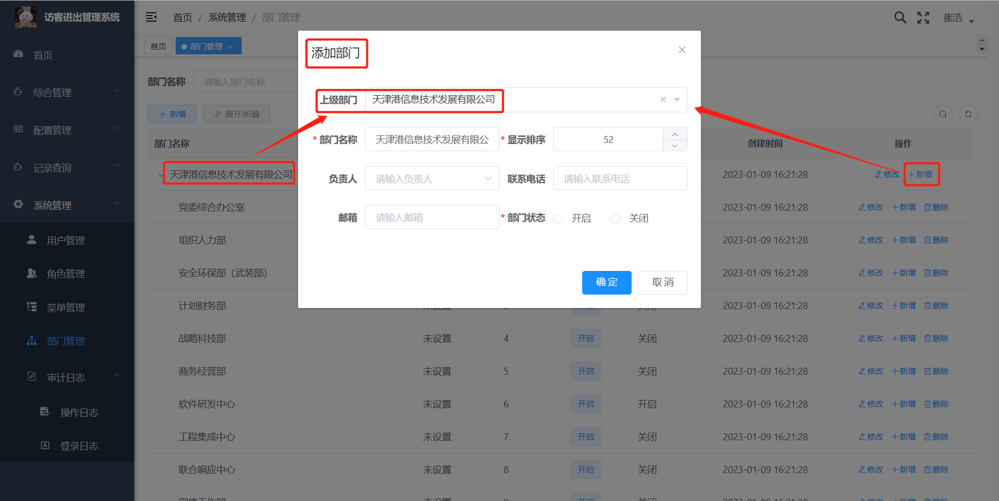 访客进出管理系统
首页 / 系统管理 / 部门管理
崔浩
首页
部门管理 ×
首页
综合管理
配置管理
记录查询
系统管理
用户管理
角色管理
菜单管理
部门管理
审计日志
操作日志
登录日志
部门名称 请输入部门名称
+ 新增 展开/折叠
部门名称 创建时间 操作
天津港信息技术发展有限公司 2023-01-09 16:21:28 修改 +新增
党委综合办公室 2023-01-09 16:21:28 修改 +新增 删除
组织人力部 2023-01-09 16:21:28 修改 +新增 删除
安全环保部（武装部） 2023-01-09 16:21:28 修改 +新增 删除
计划财务部 未设置 关闭 2023-01-09 16:21:28 修改 +新增 删除
战略科技部 未设置 4 开启 关闭 2023-01-09 16:21:28 修改 +新增 删除
商务经营部 未设置 5 开启 关闭 2023-01-09 16:21:28 修改 +新增 删除
软件研发中心 未设置 6 开启 开启 2023-01-09 16:21:28 修改 +新增 删除
工程集成中心 未设置 7 开启 关闭 2023-01-09 16:21:28 修改 +新增 删除
联合响应中心 未设置 8 开启 关闭 2023-01-09 16:21:28 修改 +新增 删除
添加部门
上级部门 天津港信息技术发展有限公司
* 部门名称 天津港信息技术发展有限公
* 显示排序 52
负责人 请输入负责人
联系电话 请输入联系电话
邮箱 请输入邮箱
* 部门状态 开启 关闭
确 定 取 消